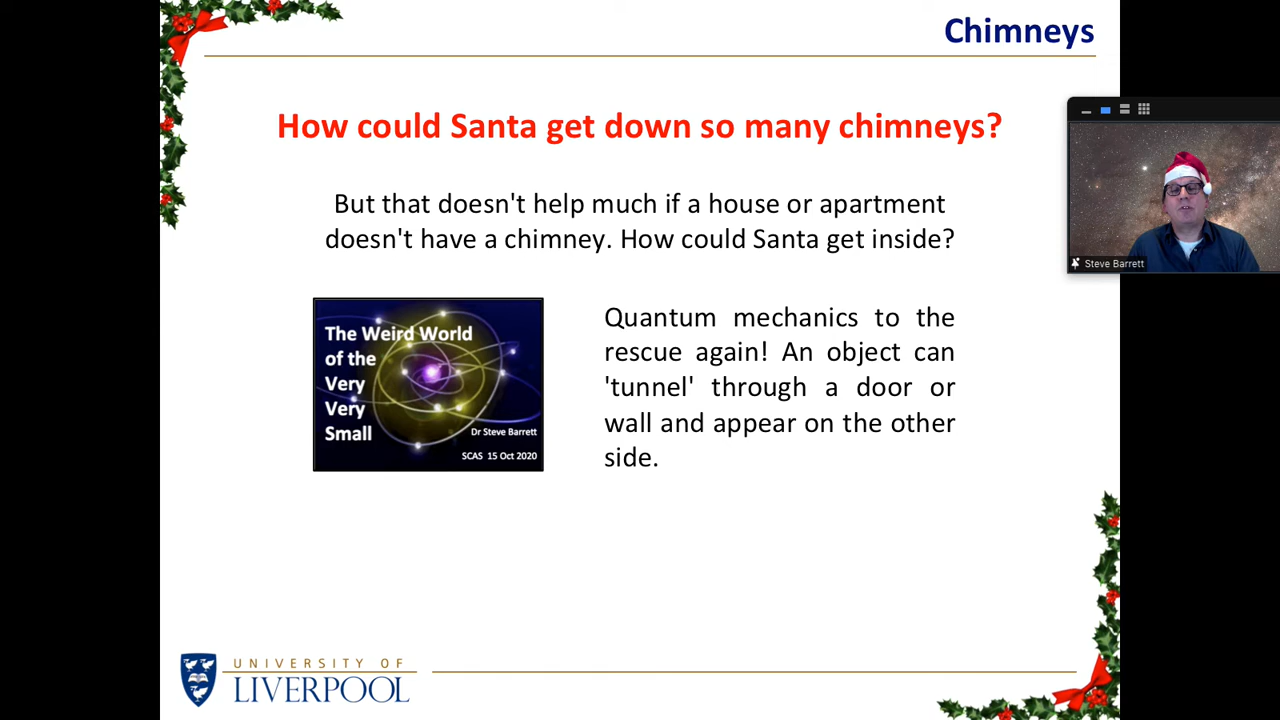 Chimneys
How could Santa get down so many chimneys?
But that doesn't help much if a house or apartment
doesn't have a chimney. How could Santa get inside?
The Weird World
of the
Very
Very
Small
Dr Steve Barrett
SCAS 15 Oct 2020
Quantum mechanics to the
rescue again! An object can
'tunnel' through a door or
wall and appear on the other
side.
Steve Barrett
UNIVERSITY OF
LIVERPOOL